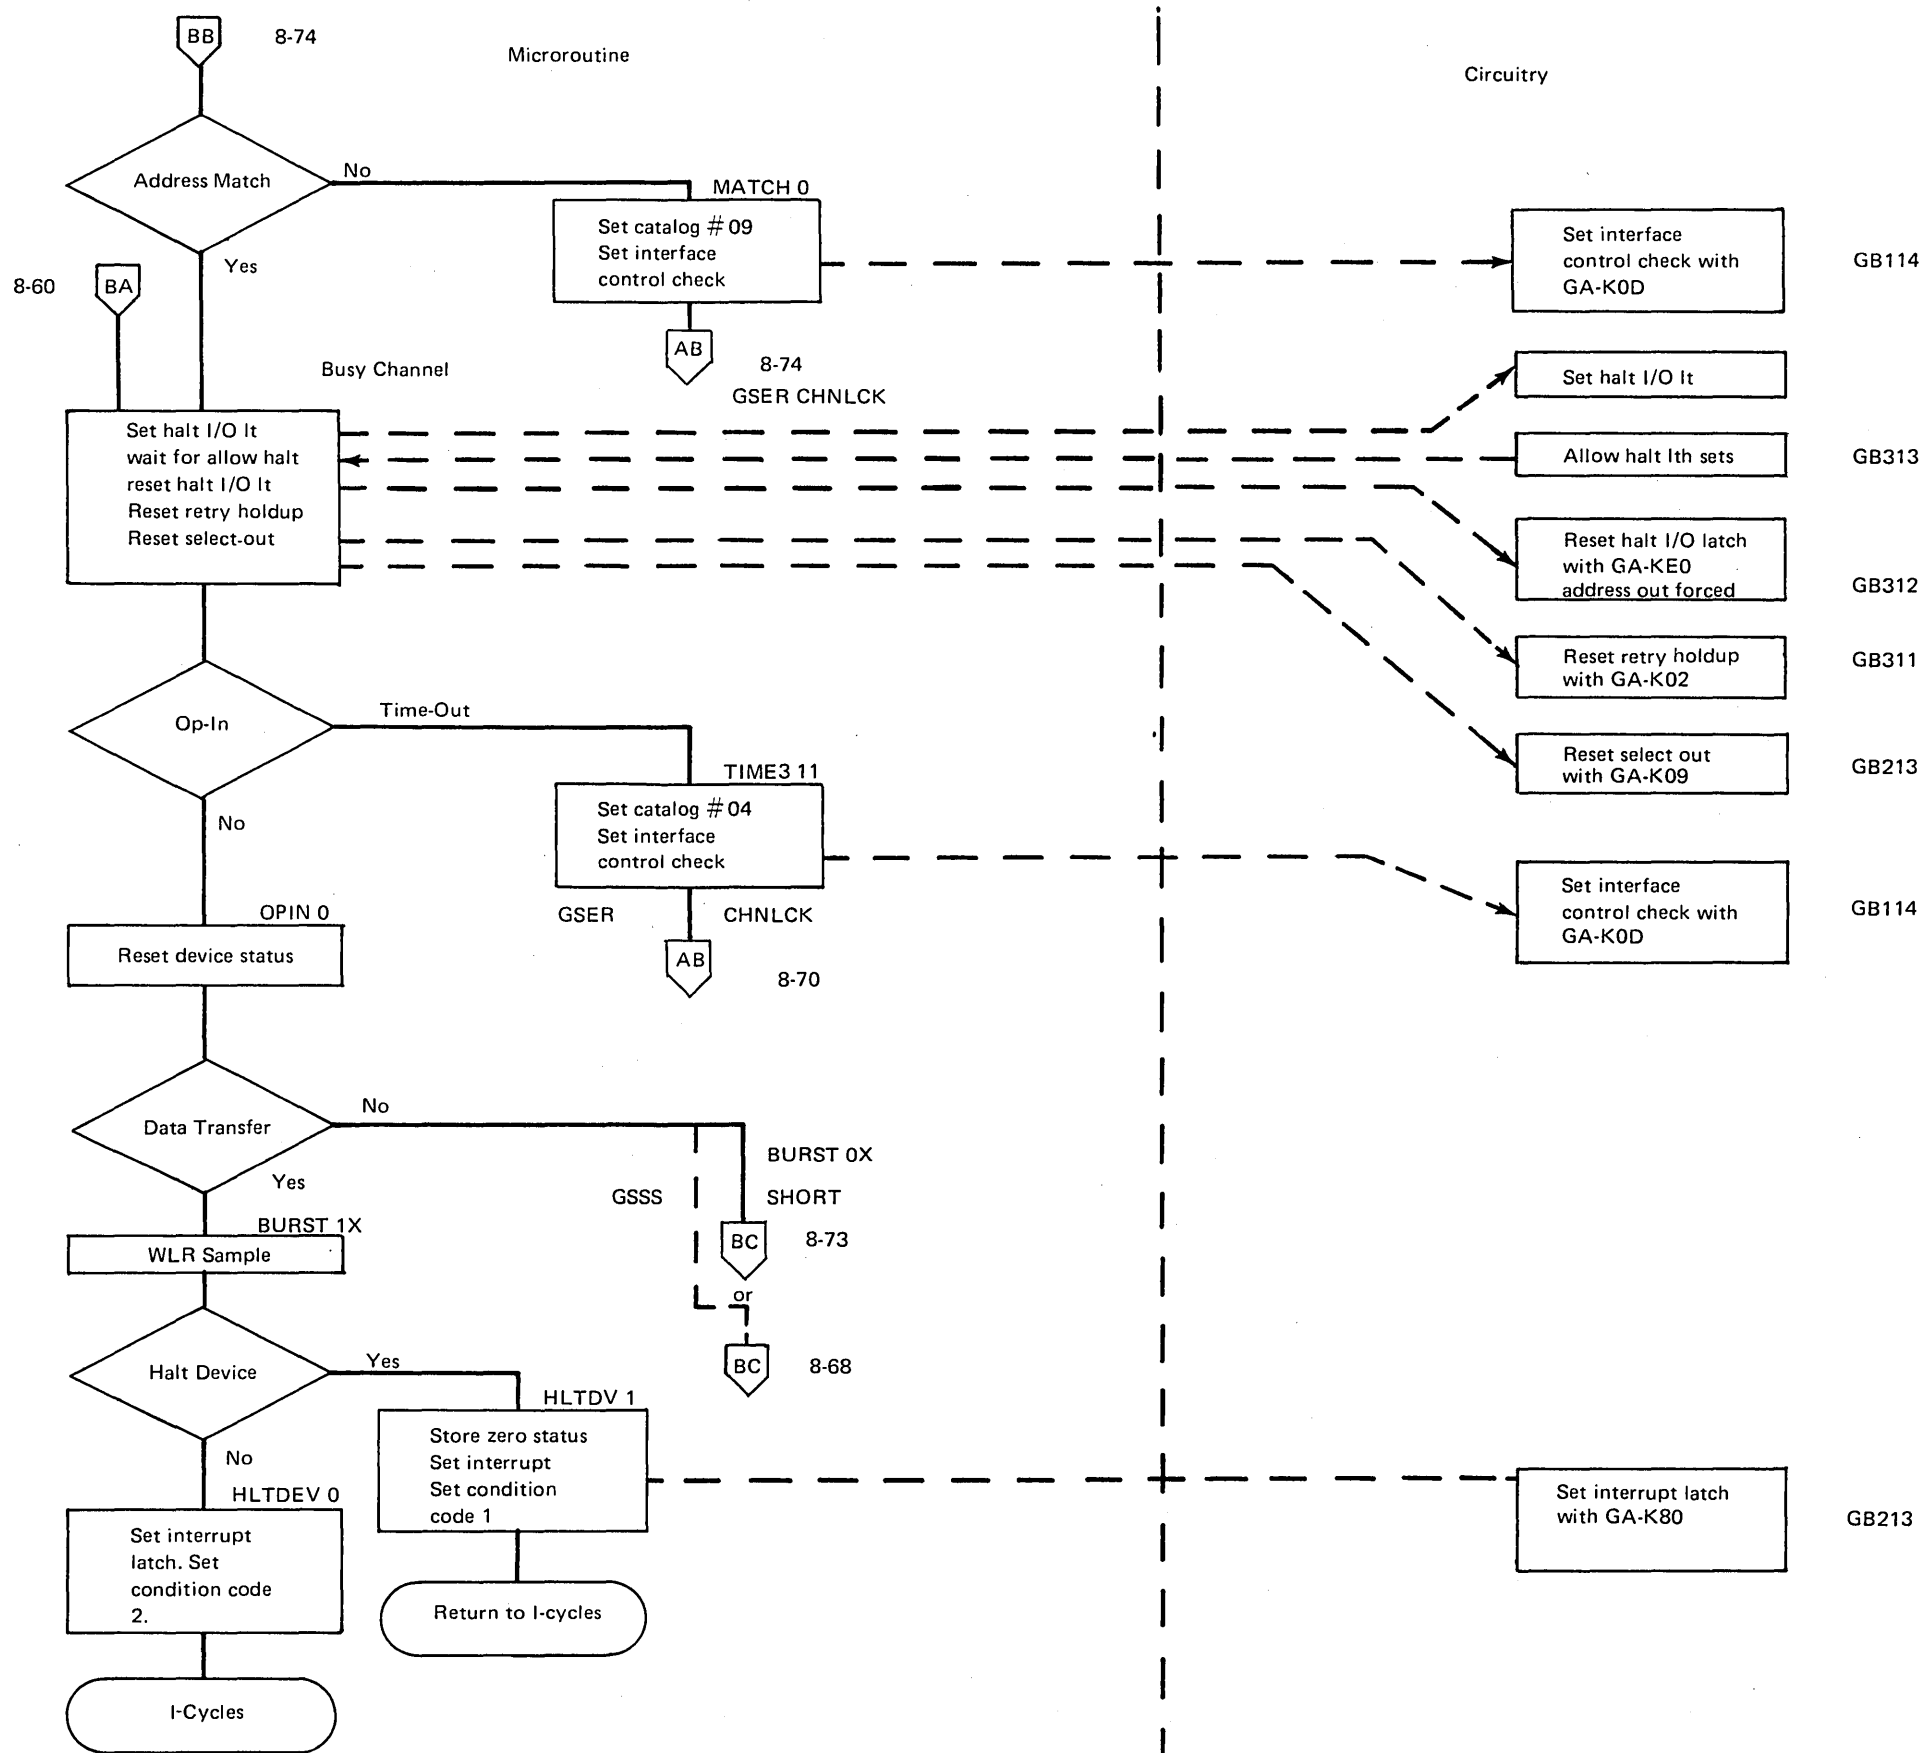 BB
8-74
Microroutine
Circuitry
Address Match
No
Yes
MATCH 0
Set catalog #09
Set interface
control check
Set interface
control check with
GA-K0D
GB114
8-60
BA
AB
8-74
GSER CHNLCK
Busy Channel
Set halt I/O lt
wait for allow halt
reset halt I/O lt
Reset retry holdup
Reset select-out
Set halt I/O lt
Allow halt lth sets
GB313
Reset halt I/O latch
with GA-KE0
address out forced
GB312
Reset retry holdup
with GA-K02
GB311
Reset select out
with GA-K09
GB213
Op-In
Time-Out
No
TIME3 11
Set catalog #04
Set interface
control check
Set interface
control check with
GA-K0D
GB114
GSER
CHNLCK
AB
8-70
OPIN 0
Reset device status
Data Transfer
No
Yes
BURST 0X
GSSS
SHORT
BC
8-73
or
BC
8-68
BURST 1X
WLR Sample
Halt Device
Yes
No
HLTDV 1
Store zero status
Set interrupt
Set condition
code 1
Set interrupt latch
with GA-K80
GB213
Return to I-cycles
HLTDEV 0
Set interrupt
latch. Set
condition code
2.
I-Cycles